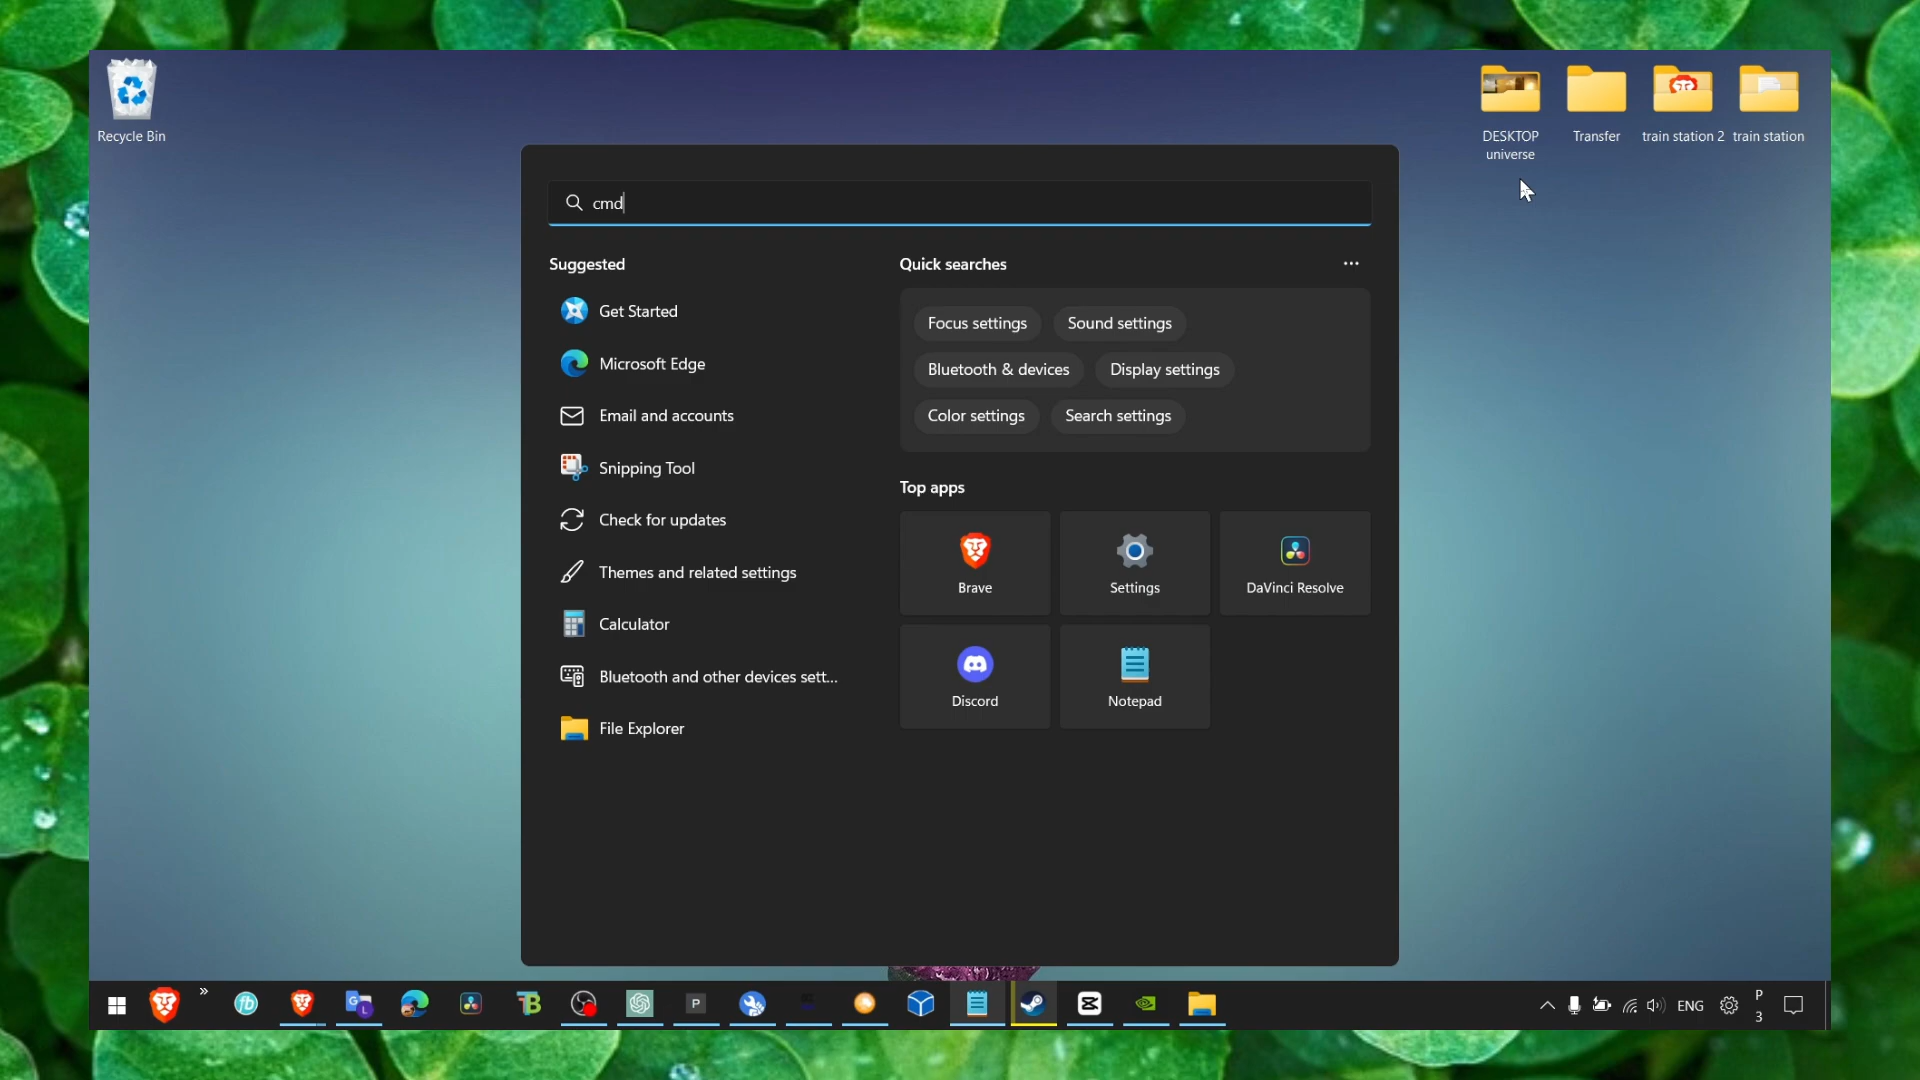 Recycle Bin
DESKTOP
universe
Transfer
train station 2
train station
cmd
Suggested
Get Started
Microsoft Edge
Email and accounts
Snipping Tool
Check for updates
Themes and related settings
Calculator
Bluetooth and other devices sett...
File Explorer
Quick searches
Focus settings
Sound settings
Bluetooth & devices
Display settings
Color settings
Search settings
Top apps
Brave
Settings
DaVinci Resolve
Discord
Notepad
fb
G
L
TB
P
ENG
P
3